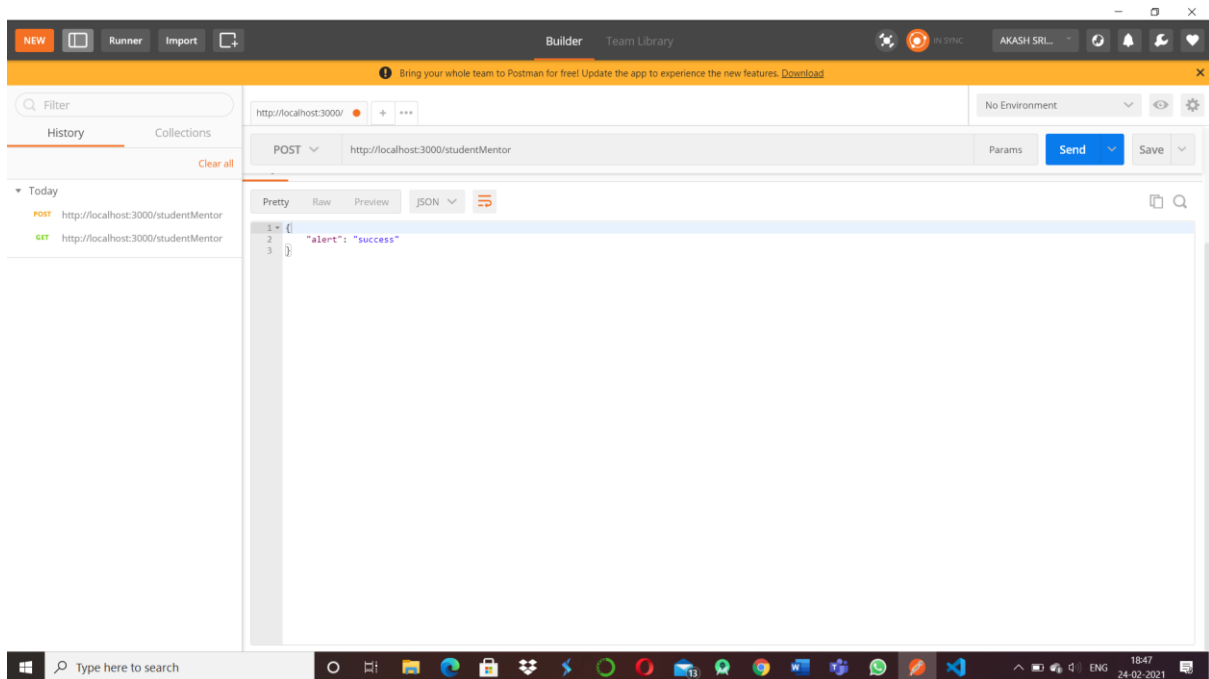 NEW Runner Import Builder Team Library IN SYNC AKASH SRI...
Bring your whole team to Postman for free! Update the app to experience the new features. Download
Filter
History Collections
Clear all
Today
POST http://localhost:3000/studentMentor
GET http://localhost:3000/studentMentor
http://localhost:3000/
No Environment
POST http://localhost:3000/studentMentor Params Send Save
Pretty Raw Preview JSON
1 {
2 "alert": "success"
3 }
Type here to search
13
ENG
18:47
24-02-2021